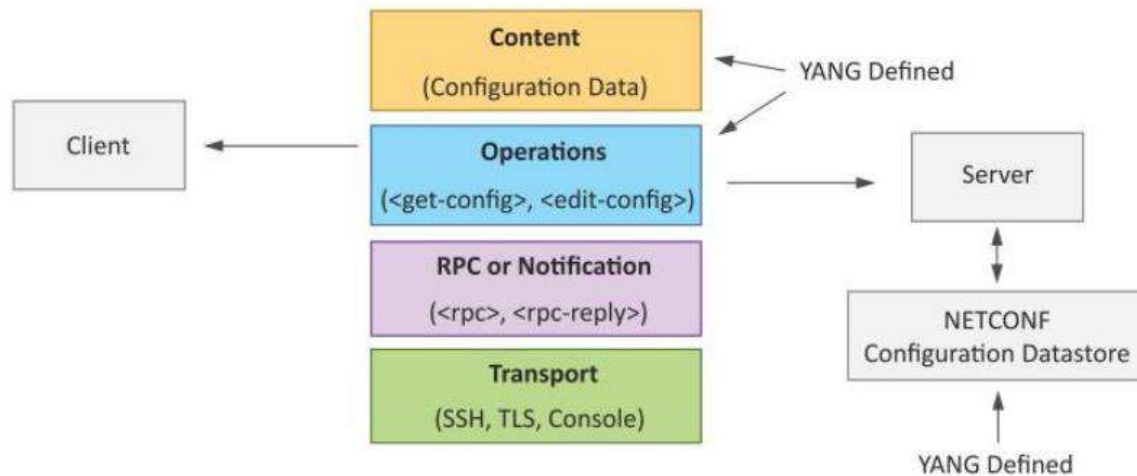 Content
(Configuration Data)
YANG Defined
Client
Operations
(<get-config>, <edit-config>)
Server
RPC or Notification
(<rpc>, <rpc-reply>)
NETCONF
Configuration Datastore
Transport
(SSH, TLS, Console)
YANG Defined